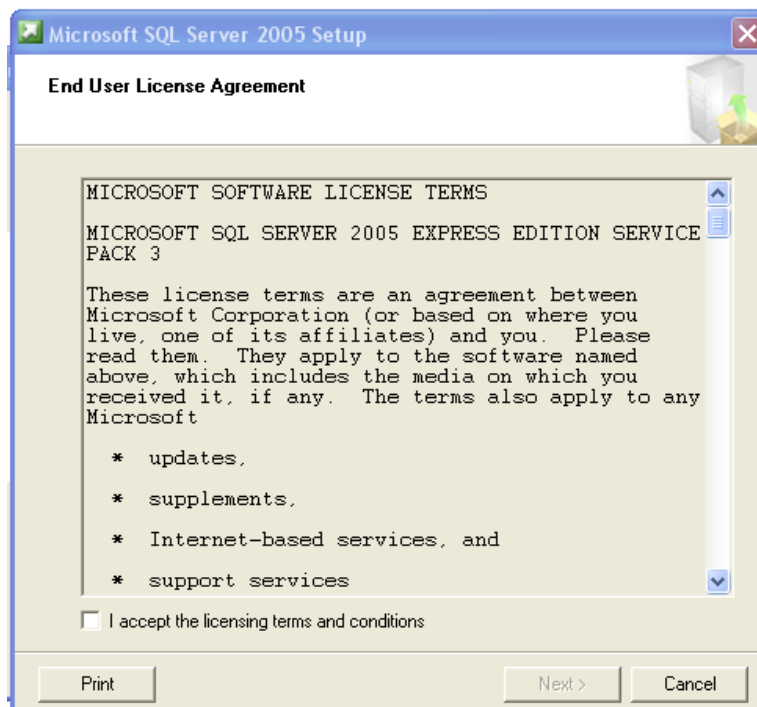 Microsoft SQL Server 2005 Setup
End User License Agreement
MICROSOFT SOFTWARE LICENSE TERMS
MICROSOFT SQL SERVER 2005 EXPRESS EDITION SERVICE
PACK 3
These license terms are an agreement between
Microsoft Corporation (or based on where you
live, one of its affiliates) and you.  Please
read them.  They apply to the software named
above, which includes the media on which you
received it, if any.  The terms also apply to any
Microsoft
* updates,
* supplements,
* Internet-based services, and
* support services
I accept the licensing terms and conditions
Print Next > Cancel